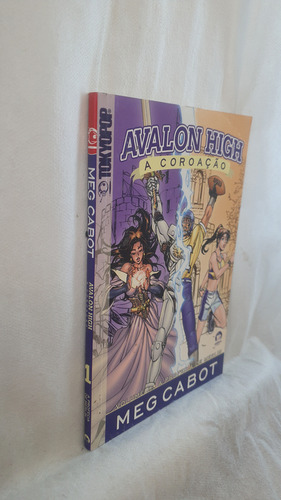 TOKYOPOP
AVALON HIGH
A COROAÇÃO
MEG CABOT
MEG CABOT
AVALON HIGH
1